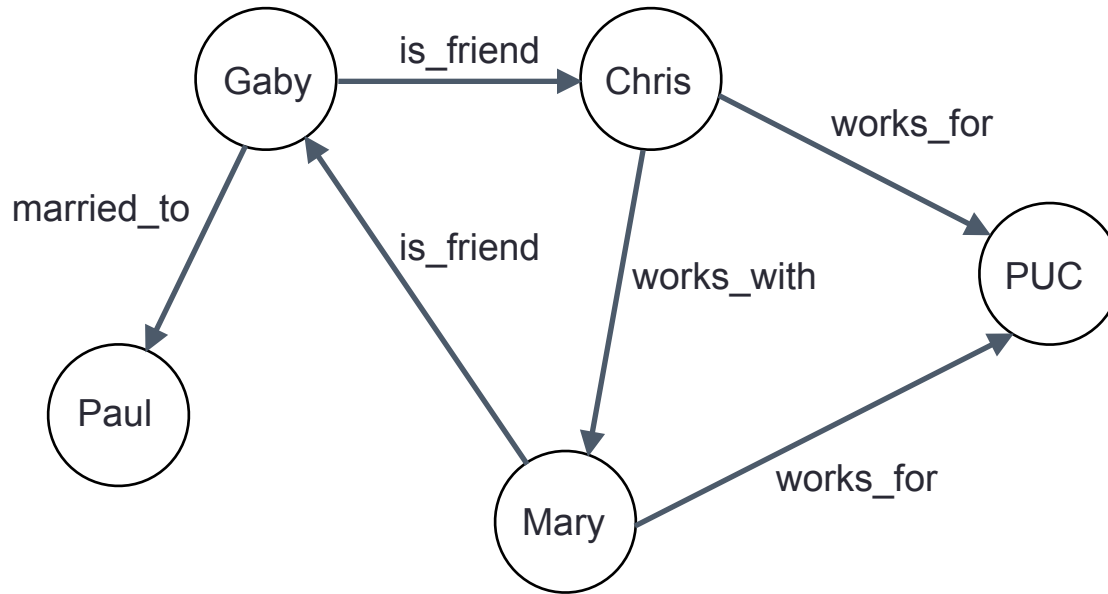 is_friend
Gaby
Chris
works_for
married_to
is_friend
works_with
PUC
Paul
works_for
Mary